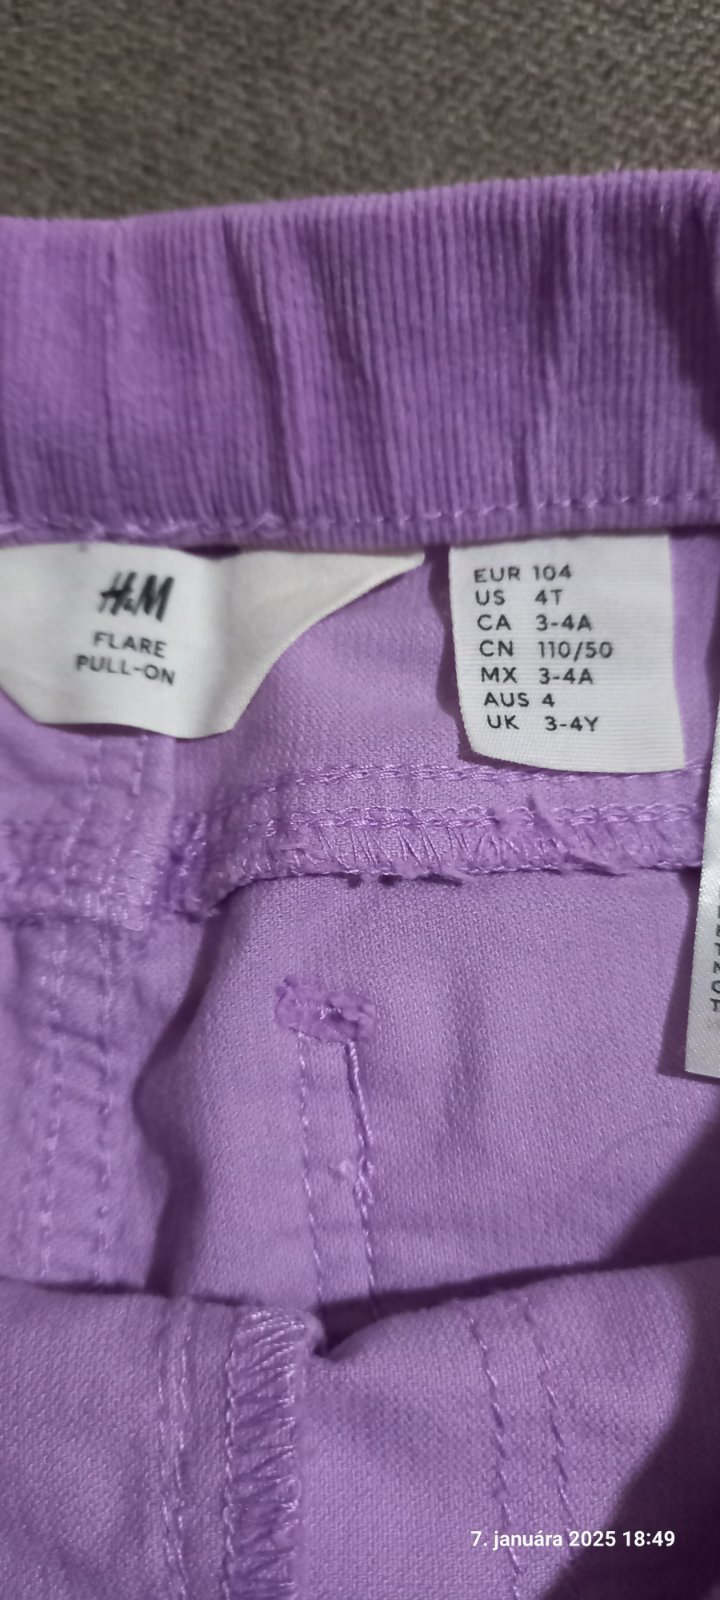 H&M
FLARE
PULL-ON
EUR 104
US 4T
CA 3-4A
CN 110/50
MX 3-4A
AUS 4
UK 3-4Y
7. januára 2025 18:49